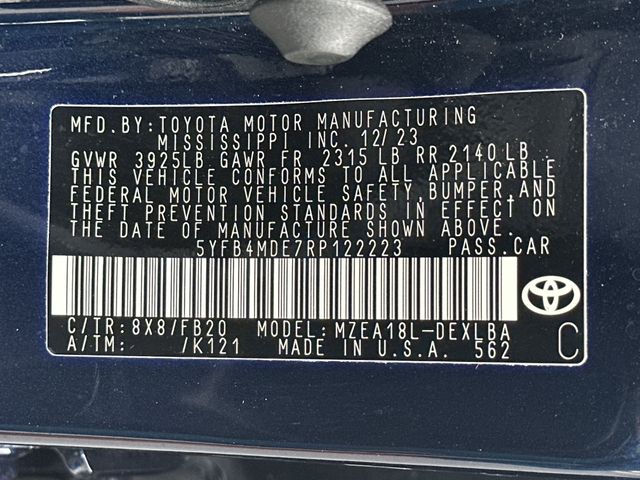 MFD.BY:TOYOTA MOTOR MANUFACTURING
MISSISSIPPI INC. 12/23
GVWR 3925LB GAWR FR 2315 LB RR 2140 LB
THIS VEHICLE CONFORMS TO ALL APPLICABLE
FEDERAL MOTOR VEHICLE SAFETY, BUMPER, AND
THEFT PREVENTION STANDARDS IN EFFECT ON
THE DATE OF MANUFACTURE SHOWN ABOVE.
5YFB4MDE7RP122223 PASS.CAR
C/TR:8X8/FB20 MODEL:MZEA18L-DEXLBA
A/TM: /K121 MADE IN U.S.A. 562 C